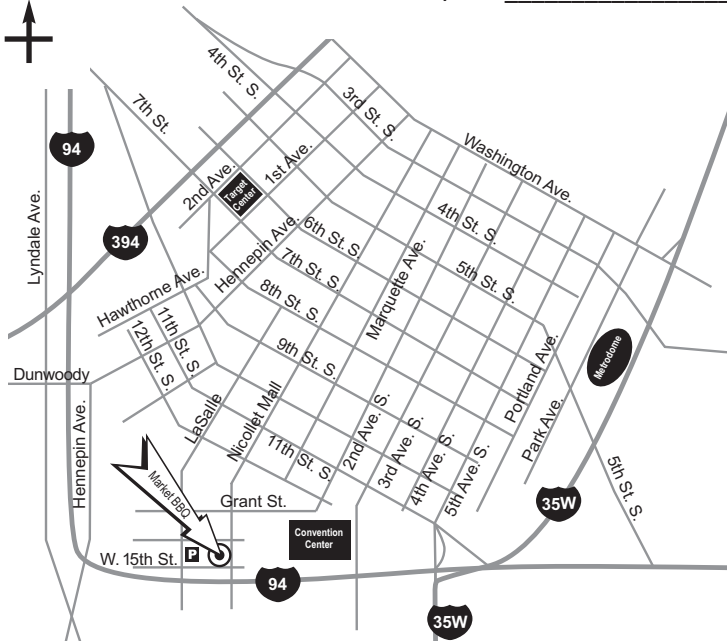 4th St. S.
7th St.
3rd St. S.
94
Washington Ave.
1st Ave.
2nd Ave.
Target
Center
Lyndale Ave.
4th St. S.
394
Hennepin Ave.
6th St. S.
7th St. S.
5th St. S.
Marquette Ave.
Hawthorne Ave.
8th St. S.
11th St. S.
12th St. S.
9th St. S.
Metrodome
Portland Ave.
Dunwoody
Park Ave.
LaSalle
Nicollet Mall
2nd Ave. S.
3rd Ave. S.
4th Ave. S.
5th Ave. S.
Hennepin Ave.
11th St. S.
5th St. S.
Market BBQ
Grant St.
35W
Convention
Center
W. 15th St.
P
94
35W